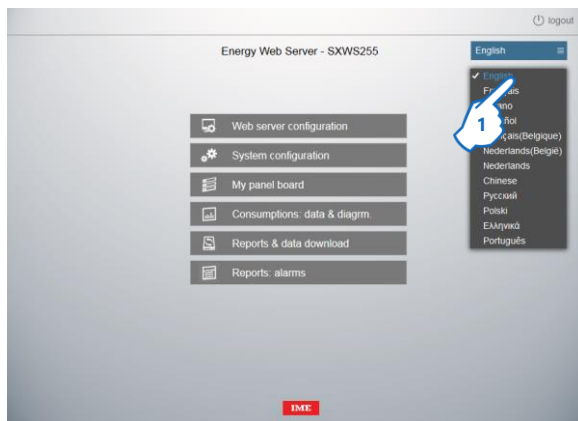 logout
Energy Web Server - SXWS255
English
English
Nederlands(België)
Nederlands
Chinese
Русский
Polski
Ελληνικά
Português
1
Web server configuration
System configuration
My panel board
Consumptions: data & diagrm.
Reports & data download
Reports: alarms
IME